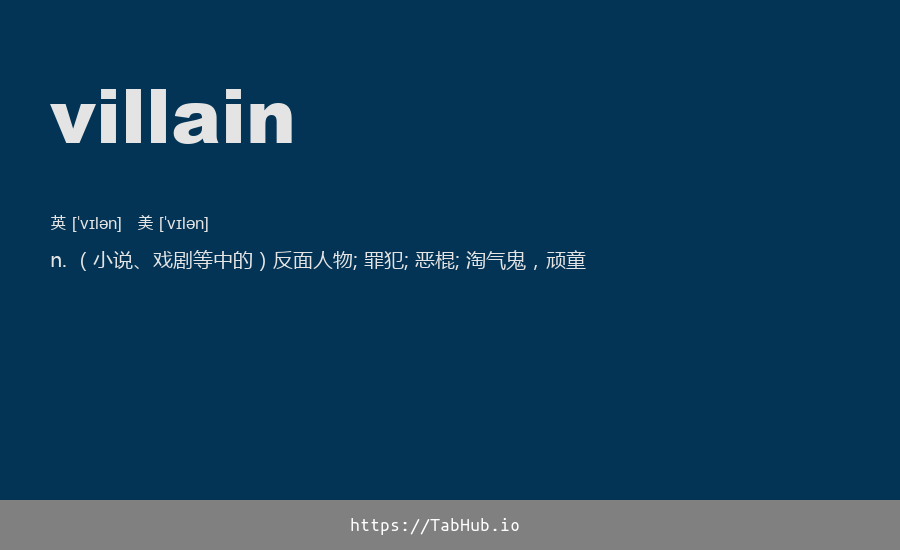 villain
英 [ˈvɪlən] 美 [ˈvɪlən]
n. （小说、戏剧等中的）反面人物; 罪犯; 恶棍; 淘气鬼，顽童
https://TabHub.io